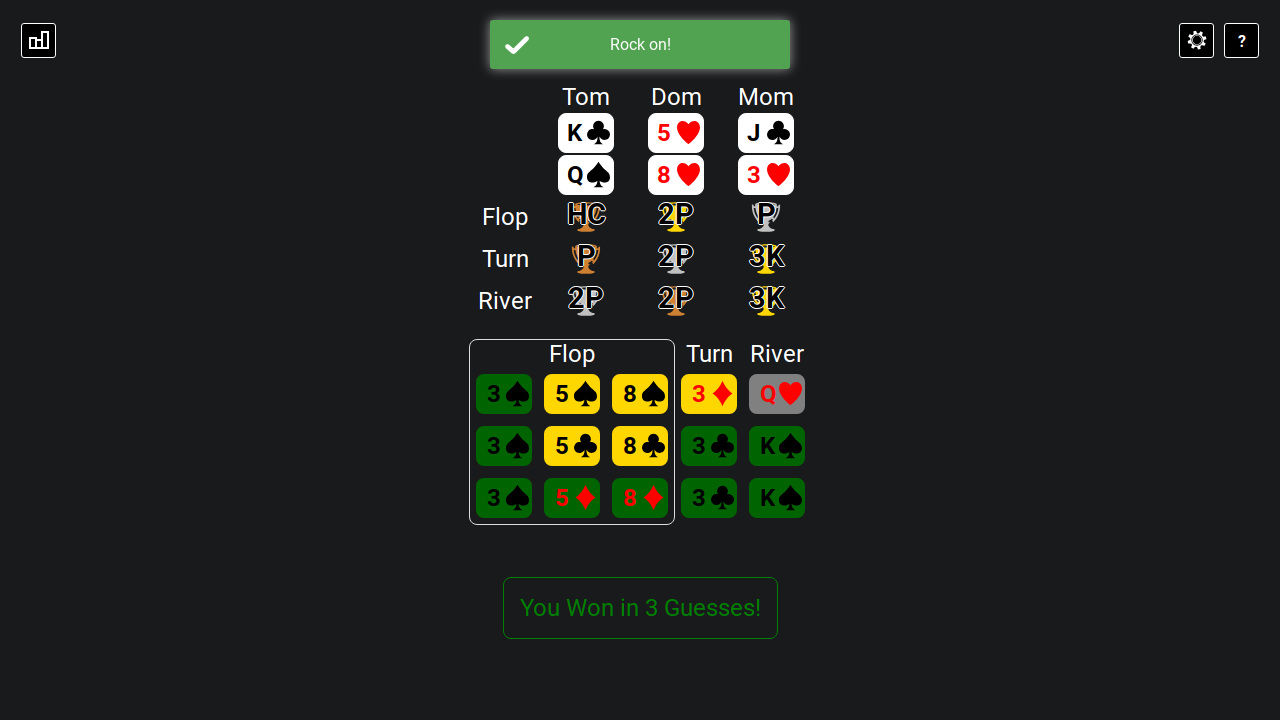 Rock on!
?
Tom Dom Mom
K♣ 5♥ J♣
Q♠ 8♥ 3♥
Flop HC 2P P
Turn P 2P 3K
River 2P 2P 3K
Flop Turn River
3♠ 5♠ 8♠ 3♦ Q♥
3♠ 5♣ 8♣ 3♣ K♠
3♠ 5♦ 8♦ 3♣ K♠
You Won in 3 Guesses!